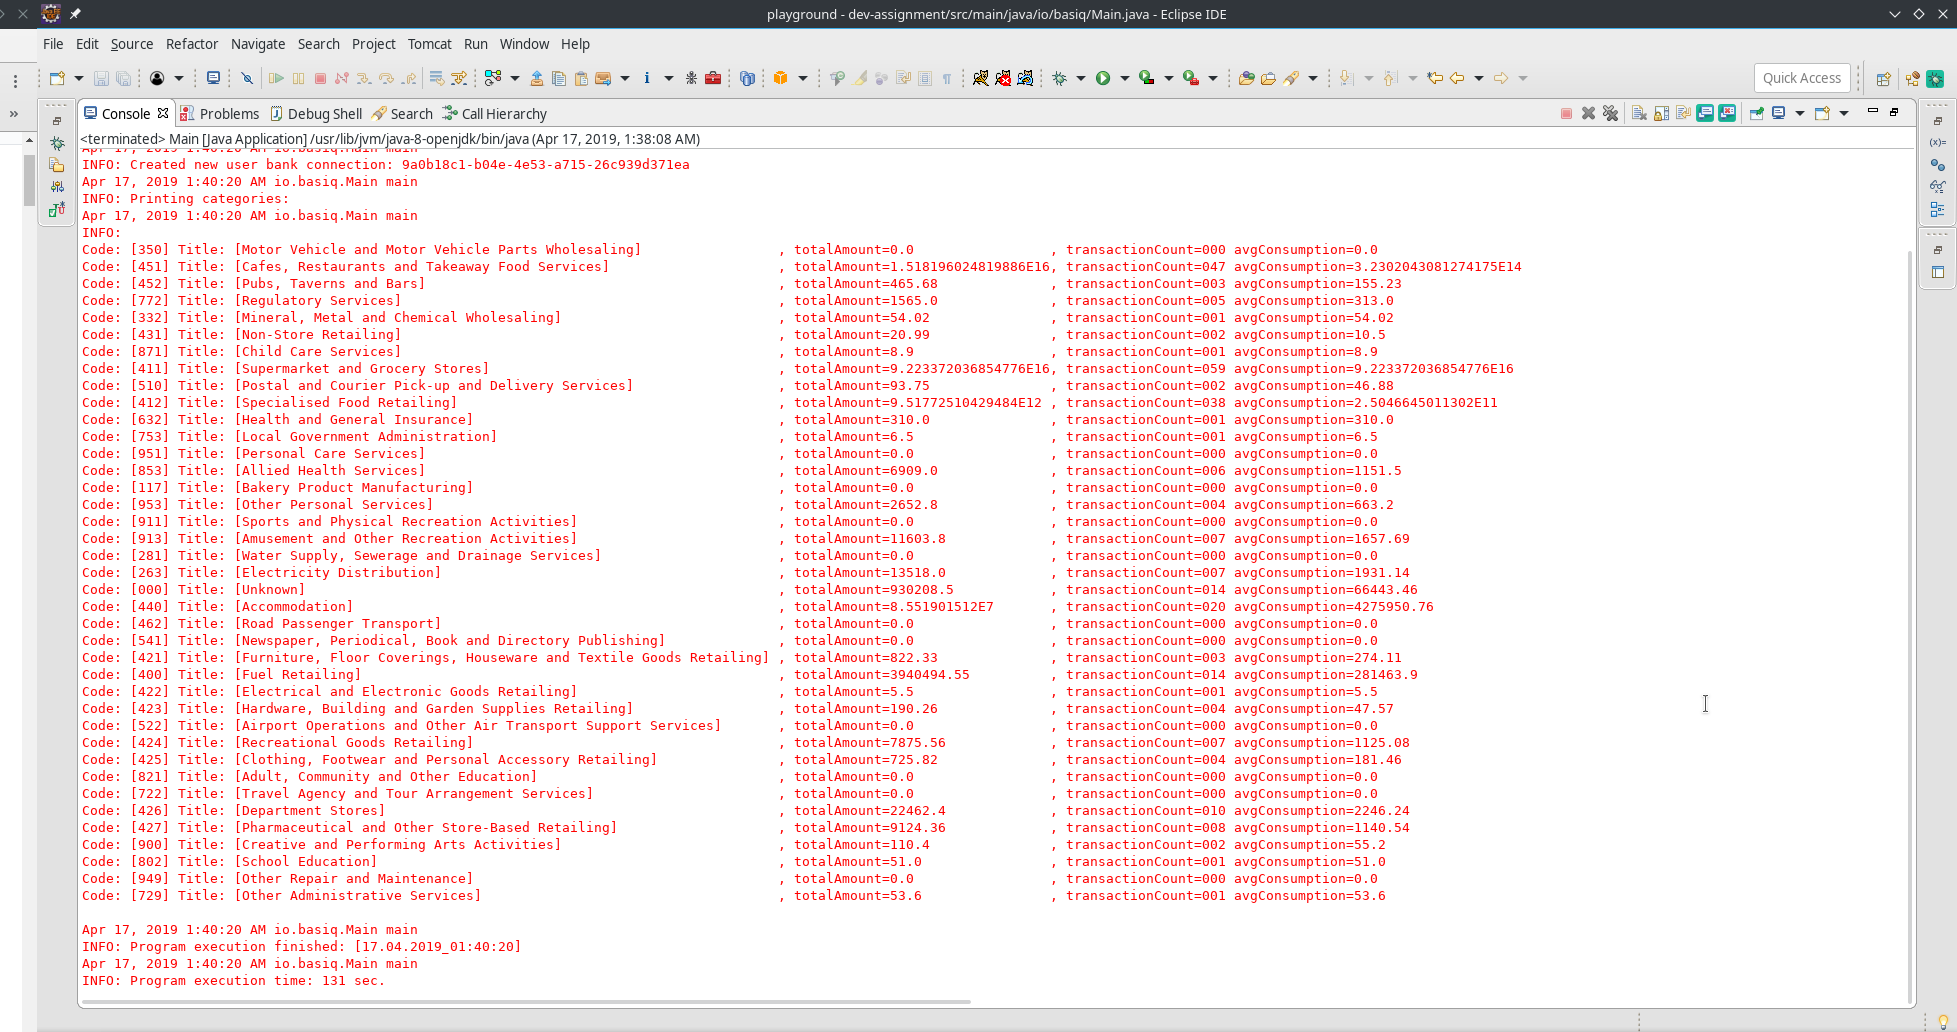 playground - dev-assignment/src/main/java/io/basiq/Main.java - Eclipse IDE
File Edit Source Refactor Navigate Search Project Tomcat Run Window Help
Quick Access
Console Problems Debug Shell Search Call Hierarchy
<terminated> Main [Java Application] /usr/lib/jvm/java-8-openjdk/bin/java (Apr 17, 2019, 1:38:08 AM)
Apr 17, 2019 1:40:20 AM io.basiq.Main main
INFO: Created new user bank connection: 9a0b18c1-b04e-4e53-a715-26c939d371ea
Apr 17, 2019 1:40:20 AM io.basiq.Main main
INFO: Printing categories:
Apr 17, 2019 1:40:20 AM io.basiq.Main main
INFO:
Code: [350] Title: [Motor Vehicle and Motor Vehicle Parts Wholesaling] , totalAmount=0.0 , transactionCount=000 avgConsumption=0.0
Code: [451] Title: [Cafes, Restaurants and Takeaway Food Services] , totalAmount=1.518196024819886E16, transactionCount=047 avgConsumption=3.2302043081274175E14
Code: [452] Title: [Pubs, Taverns and Bars] , totalAmount=465.68 , transactionCount=003 avgConsumption=155.23
Code: [772] Title: [Regulatory Services] , totalAmount=1565.0 , transactionCount=005 avgConsumption=313.0
Code: [332] Title: [Mineral, Metal and Chemical Wholesaling] , totalAmount=54.02 , transactionCount=001 avgConsumption=54.02
Code: [431] Title: [Non-Store Retailing] , totalAmount=20.99 , transactionCount=002 avgConsumption=10.5
Code: [871] Title: [Child Care Services] , totalAmount=8.9 , transactionCount=001 avgConsumption=8.9
Code: [411] Title: [Supermarket and Grocery Stores] , totalAmount=9.223372036854776E16, transactionCount=059 avgConsumption=9.223372036854776E16
Code: [510] Title: [Postal and Courier Pick-up and Delivery Services] , totalAmount=93.75 , transactionCount=002 avgConsumption=46.88
Code: [412] Title: [Specialised Food Retailing] , totalAmount=9.51772510429484E12 , transactionCount=038 avgConsumption=2.5046645011302E11
Code: [632] Title: [Health and General Insurance] , totalAmount=310.0 , transactionCount=001 avgConsumption=310.0
Code: [753] Title: [Local Government Administration] , totalAmount=6.5 , transactionCount=001 avgConsumption=6.5
Code: [951] Title: [Personal Care Services] , totalAmount=0.0 , transactionCount=000 avgConsumption=0.0
Code: [853] Title: [Allied Health Services] , totalAmount=6909.0 , transactionCount=006 avgConsumption=1151.5
Code: [117] Title: [Bakery Product Manufacturing] , totalAmount=0.0 , transactionCount=000 avgConsumption=0.0
Code: [953] Title: [Other Personal Services] , totalAmount=2652.8 , transactionCount=004 avgConsumption=663.2
Code: [911] Title: [Sports and Physical Recreation Activities] , totalAmount=0.0 , transactionCount=000 avgConsumption=0.0
Code: [913] Title: [Amusement and Other Recreation Activities] , totalAmount=11603.8 , transactionCount=007 avgConsumption=1657.69
Code: [281] Title: [Water Supply, Sewerage and Drainage Services] , totalAmount=0.0 , transactionCount=000 avgConsumption=0.0
Code: [263] Title: [Electricity Distribution] , totalAmount=13518.0 , transactionCount=007 avgConsumption=1931.14
Code: [000] Title: [Unknown] , totalAmount=930208.5 , transactionCount=014 avgConsumption=66443.46
Code: [440] Title: [Accommodation] , totalAmount=8.551901512E7 , transactionCount=020 avgConsumption=4275950.76
Code: [462] Title: [Road Passenger Transport] , totalAmount=0.0 , transactionCount=000 avgConsumption=0.0
Code: [541] Title: [Newspaper, Periodical, Book and Directory Publishing] , totalAmount=0.0 , transactionCount=000 avgConsumption=0.0
Code: [421] Title: [Furniture, Floor Coverings, Houseware and Textile Goods Retailing] , totalAmount=822.33 , transactionCount=003 avgConsumption=274.11
Code: [400] Title: [Fuel Retailing] , totalAmount=3940494.55 , transactionCount=014 avgConsumption=281463.9
Code: [422] Title: [Electrical and Electronic Goods Retailing] , totalAmount=5.5 , transactionCount=001 avgConsumption=5.5
Code: [423] Title: [Hardware, Building and Garden Supplies Retailing] , totalAmount=190.26 , transactionCount=004 avgConsumption=47.57
Code: [522] Title: [Airport Operations and Other Air Transport Support Services] , totalAmount=0.0 , transactionCount=000 avgConsumption=0.0
Code: [424] Title: [Recreational Goods Retailing] , totalAmount=7875.56 , transactionCount=007 avgConsumption=1125.08
Code: [425] Title: [Clothing, Footwear and Personal Accessory Retailing] , totalAmount=725.82 , transactionCount=004 avgConsumption=181.46
Code: [821] Title: [Adult, Community and Other Education] , totalAmount=0.0 , transactionCount=000 avgConsumption=0.0
Code: [722] Title: [Travel Agency and Tour Arrangement Services] , totalAmount=0.0 , transactionCount=000 avgConsumption=0.0
Code: [426] Title: [Department Stores] , totalAmount=22462.4 , transactionCount=010 avgConsumption=2246.24
Code: [427] Title: [Pharmaceutical and Other Store-Based Retailing] , totalAmount=9124.36 , transactionCount=008 avgConsumption=1140.54
Code: [900] Title: [Creative and Performing Arts Activities] , totalAmount=110.4 , transactionCount=002 avgConsumption=55.2
Code: [802] Title: [School Education] , totalAmount=51.0 , transactionCount=001 avgConsumption=51.0
Code: [949] Title: [Other Repair and Maintenance] , totalAmount=0.0 , transactionCount=000 avgConsumption=0.0
Code: [729] Title: [Other Administrative Services] , totalAmount=53.6 , transactionCount=001 avgConsumption=53.6
Apr 17, 2019 1:40:20 AM io.basiq.Main main
INFO: Program execution finished: [17.04.2019_01:40:20]
Apr 17, 2019 1:40:20 AM io.basiq.Main main
INFO: Program execution time: 131 sec.